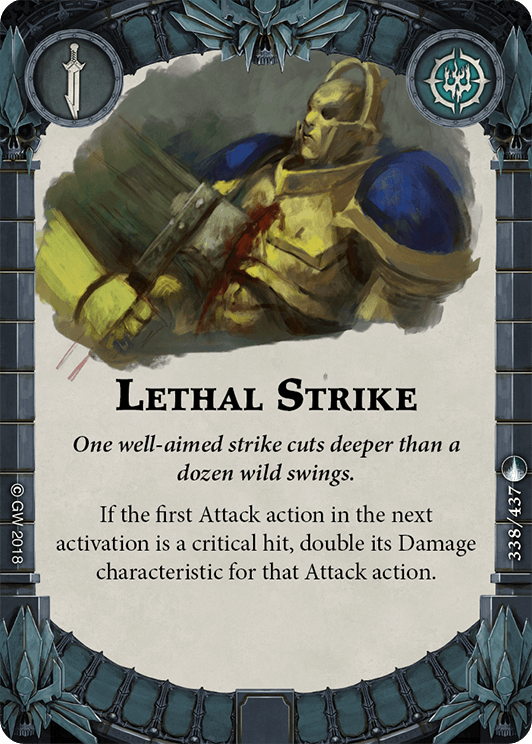 Lethal Strike
One well-aimed strike cuts deeper than a
dozen wild swings.
If the first Attack action in the next
activation is a critical hit, double its Damage
characteristic for that Attack action.
© GW 2018
338/437